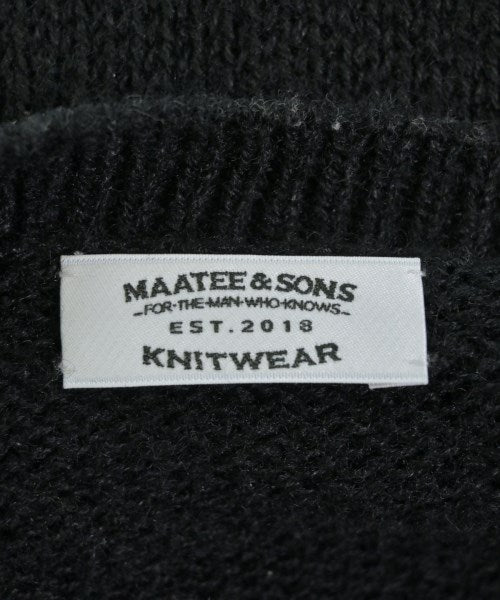 MAATEE & SONS
-FOR-THE-MAN-WHO-KNOWS-
EST.2018
KNITWEAR